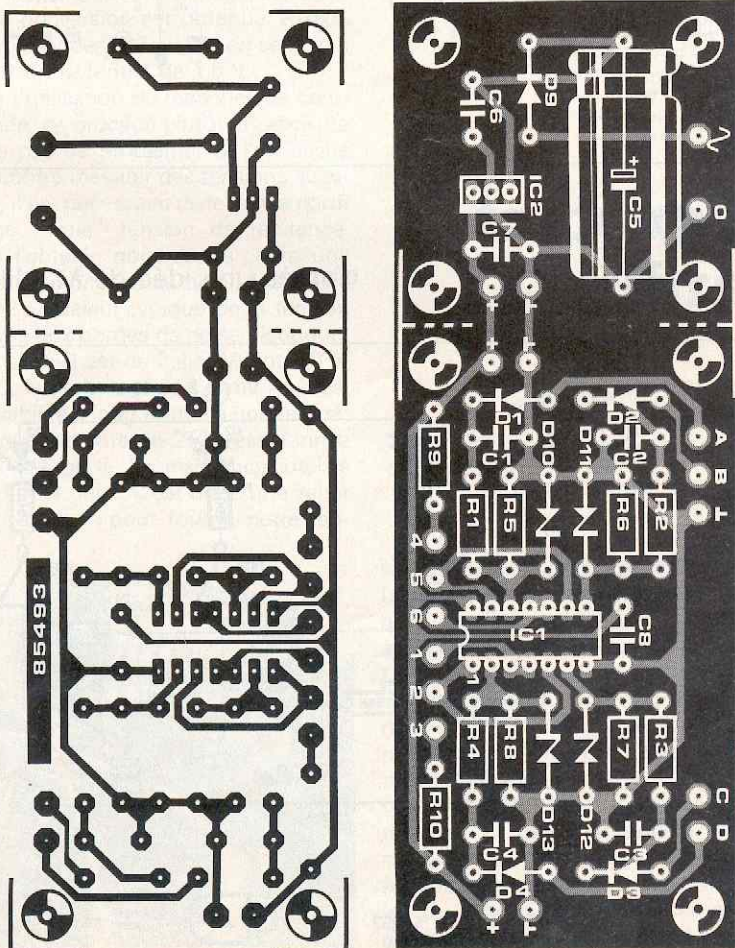 85493
D9
C6
C5
+
0
IC2
C7
+
⊥
+
⊥
D1
D2
C1
C2
A
R9
D10
D11
B
R1
R5
R6
R2
⊥
4
5
6
IC1
C8
1
1
2
3
R4
R8
R7
R3
R10
D13
D12
C
D
C4
C3
D4
D3
+
⊥